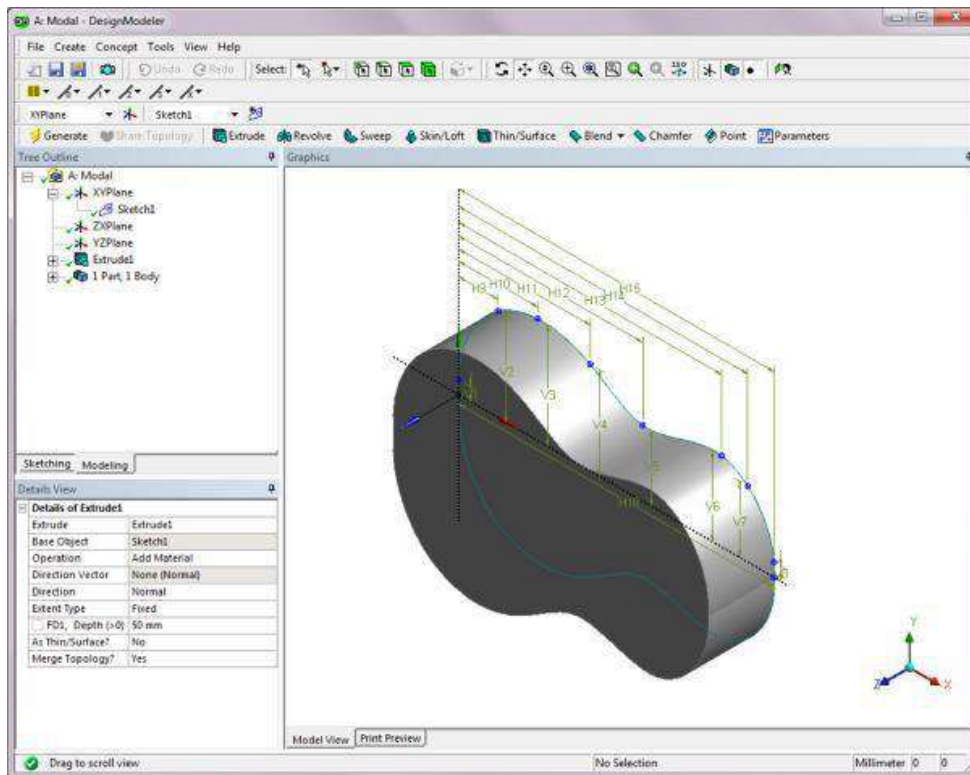 A: Modal - DesignModeler
File Create Concept Tools View Help
Undo Redo Select:
XYPlane Sketch1
Generate Share Topology Extrude Revolve Sweep Skin/Loft Thin/Surface Blend Chamfer Point Parameters
Tree Outline
A: Modal
XYPlane
Sketch1
ZXPlane
YZPlane
Extrude1
1 Part, 1 Body
Sketching Modeling
Details View
Details of Extrude1
Extrude Extrude1
Base Object Sketch1
Operation Add Material
Direction Vector None (Normal)
Direction Normal
Extent Type Fixed
FD1, Depth (>0) 50 mm
As Thin/Surface? No
Merge Topology? Yes
Graphics
H9
H10
H11
H12
H13
H16
V2
V3
V4
V6
V7
Y
Z
X
Model View Print Preview
Drag to scroll view No Selection Millimeter 0 0